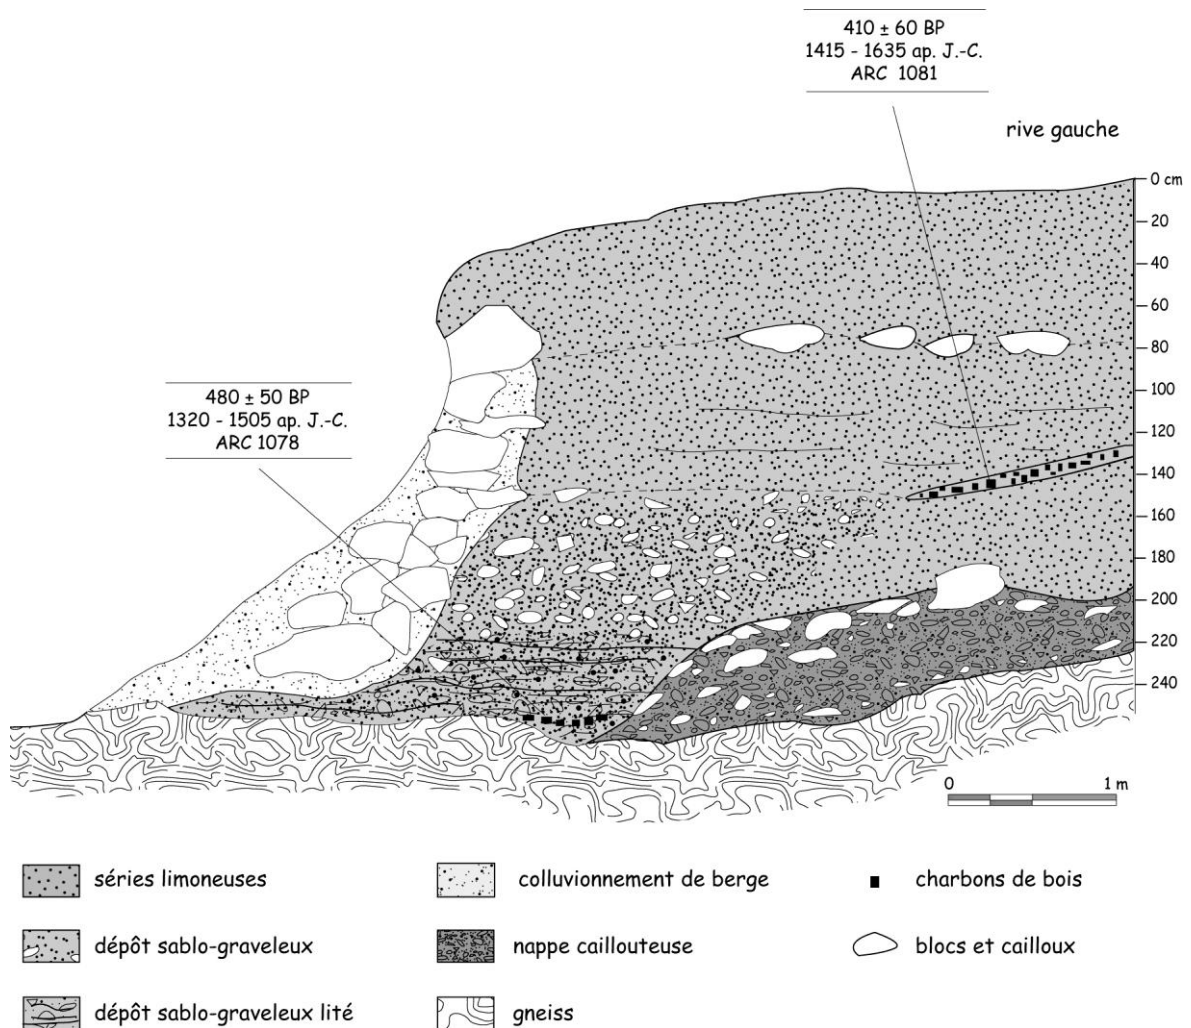 410 ± 60 BP
1415 - 1635 ap. J.-C.
ARC 1081
rive gauche
0 cm
20
40
60
80
100
120
140
160
180
200
220
240
480 ± 50 BP
1320 - 1505 ap. J.-C.
ARC 1078
0 1 m
séries limoneuses
colluvionnement de berge
charbons de bois
dépôt sablo-graveleux
nappe caillouteuse
blocs et cailloux
dépôt sablo-graveleux lité
gneiss